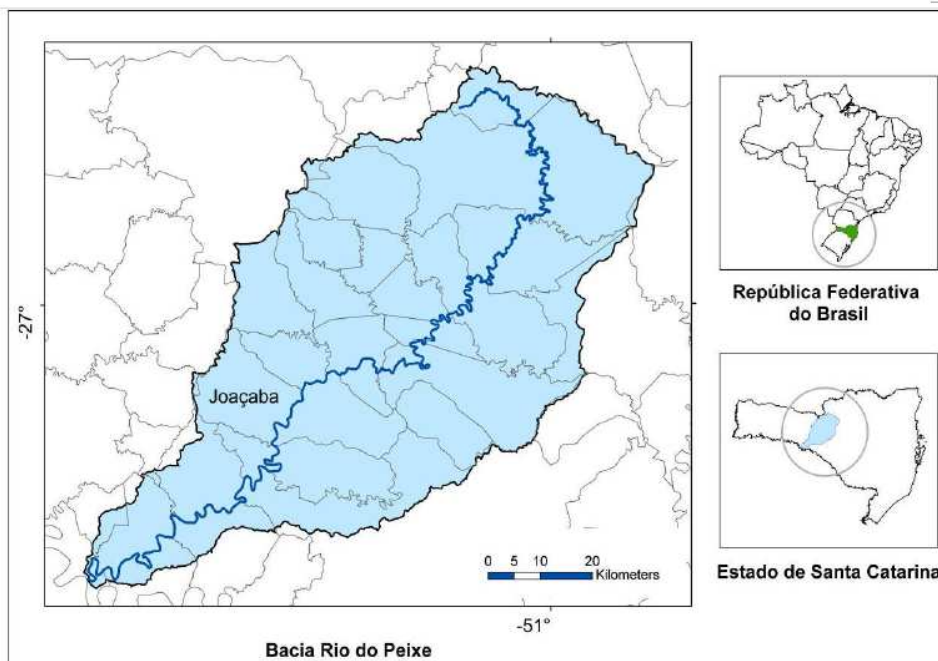 -27°
Joaçaba
0 5 10 20
Kilometers
-51°
Bacia Rio do Peixe
República Federativa
do Brasil
Estado de Santa Catarina